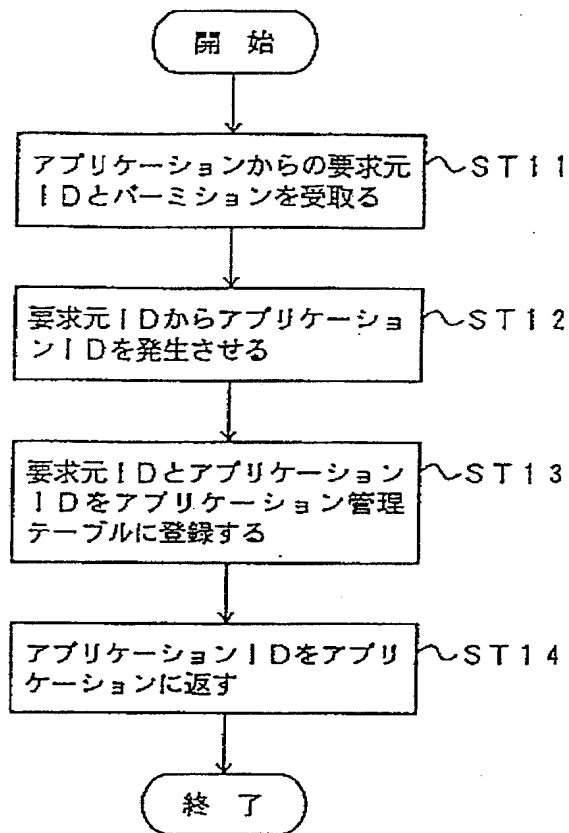 開 始
アプリケーションからの要求元
IDとパーミションを受取る
ST11
要求元IDからアプリケーショ
ンIDを発生させる
ST12
要求元IDとアプリケーション
IDをアプリケーション管理
テーブルに登録する
ST13
アプリケーションIDをアプリ
ケーションに返す
ST14
終 了